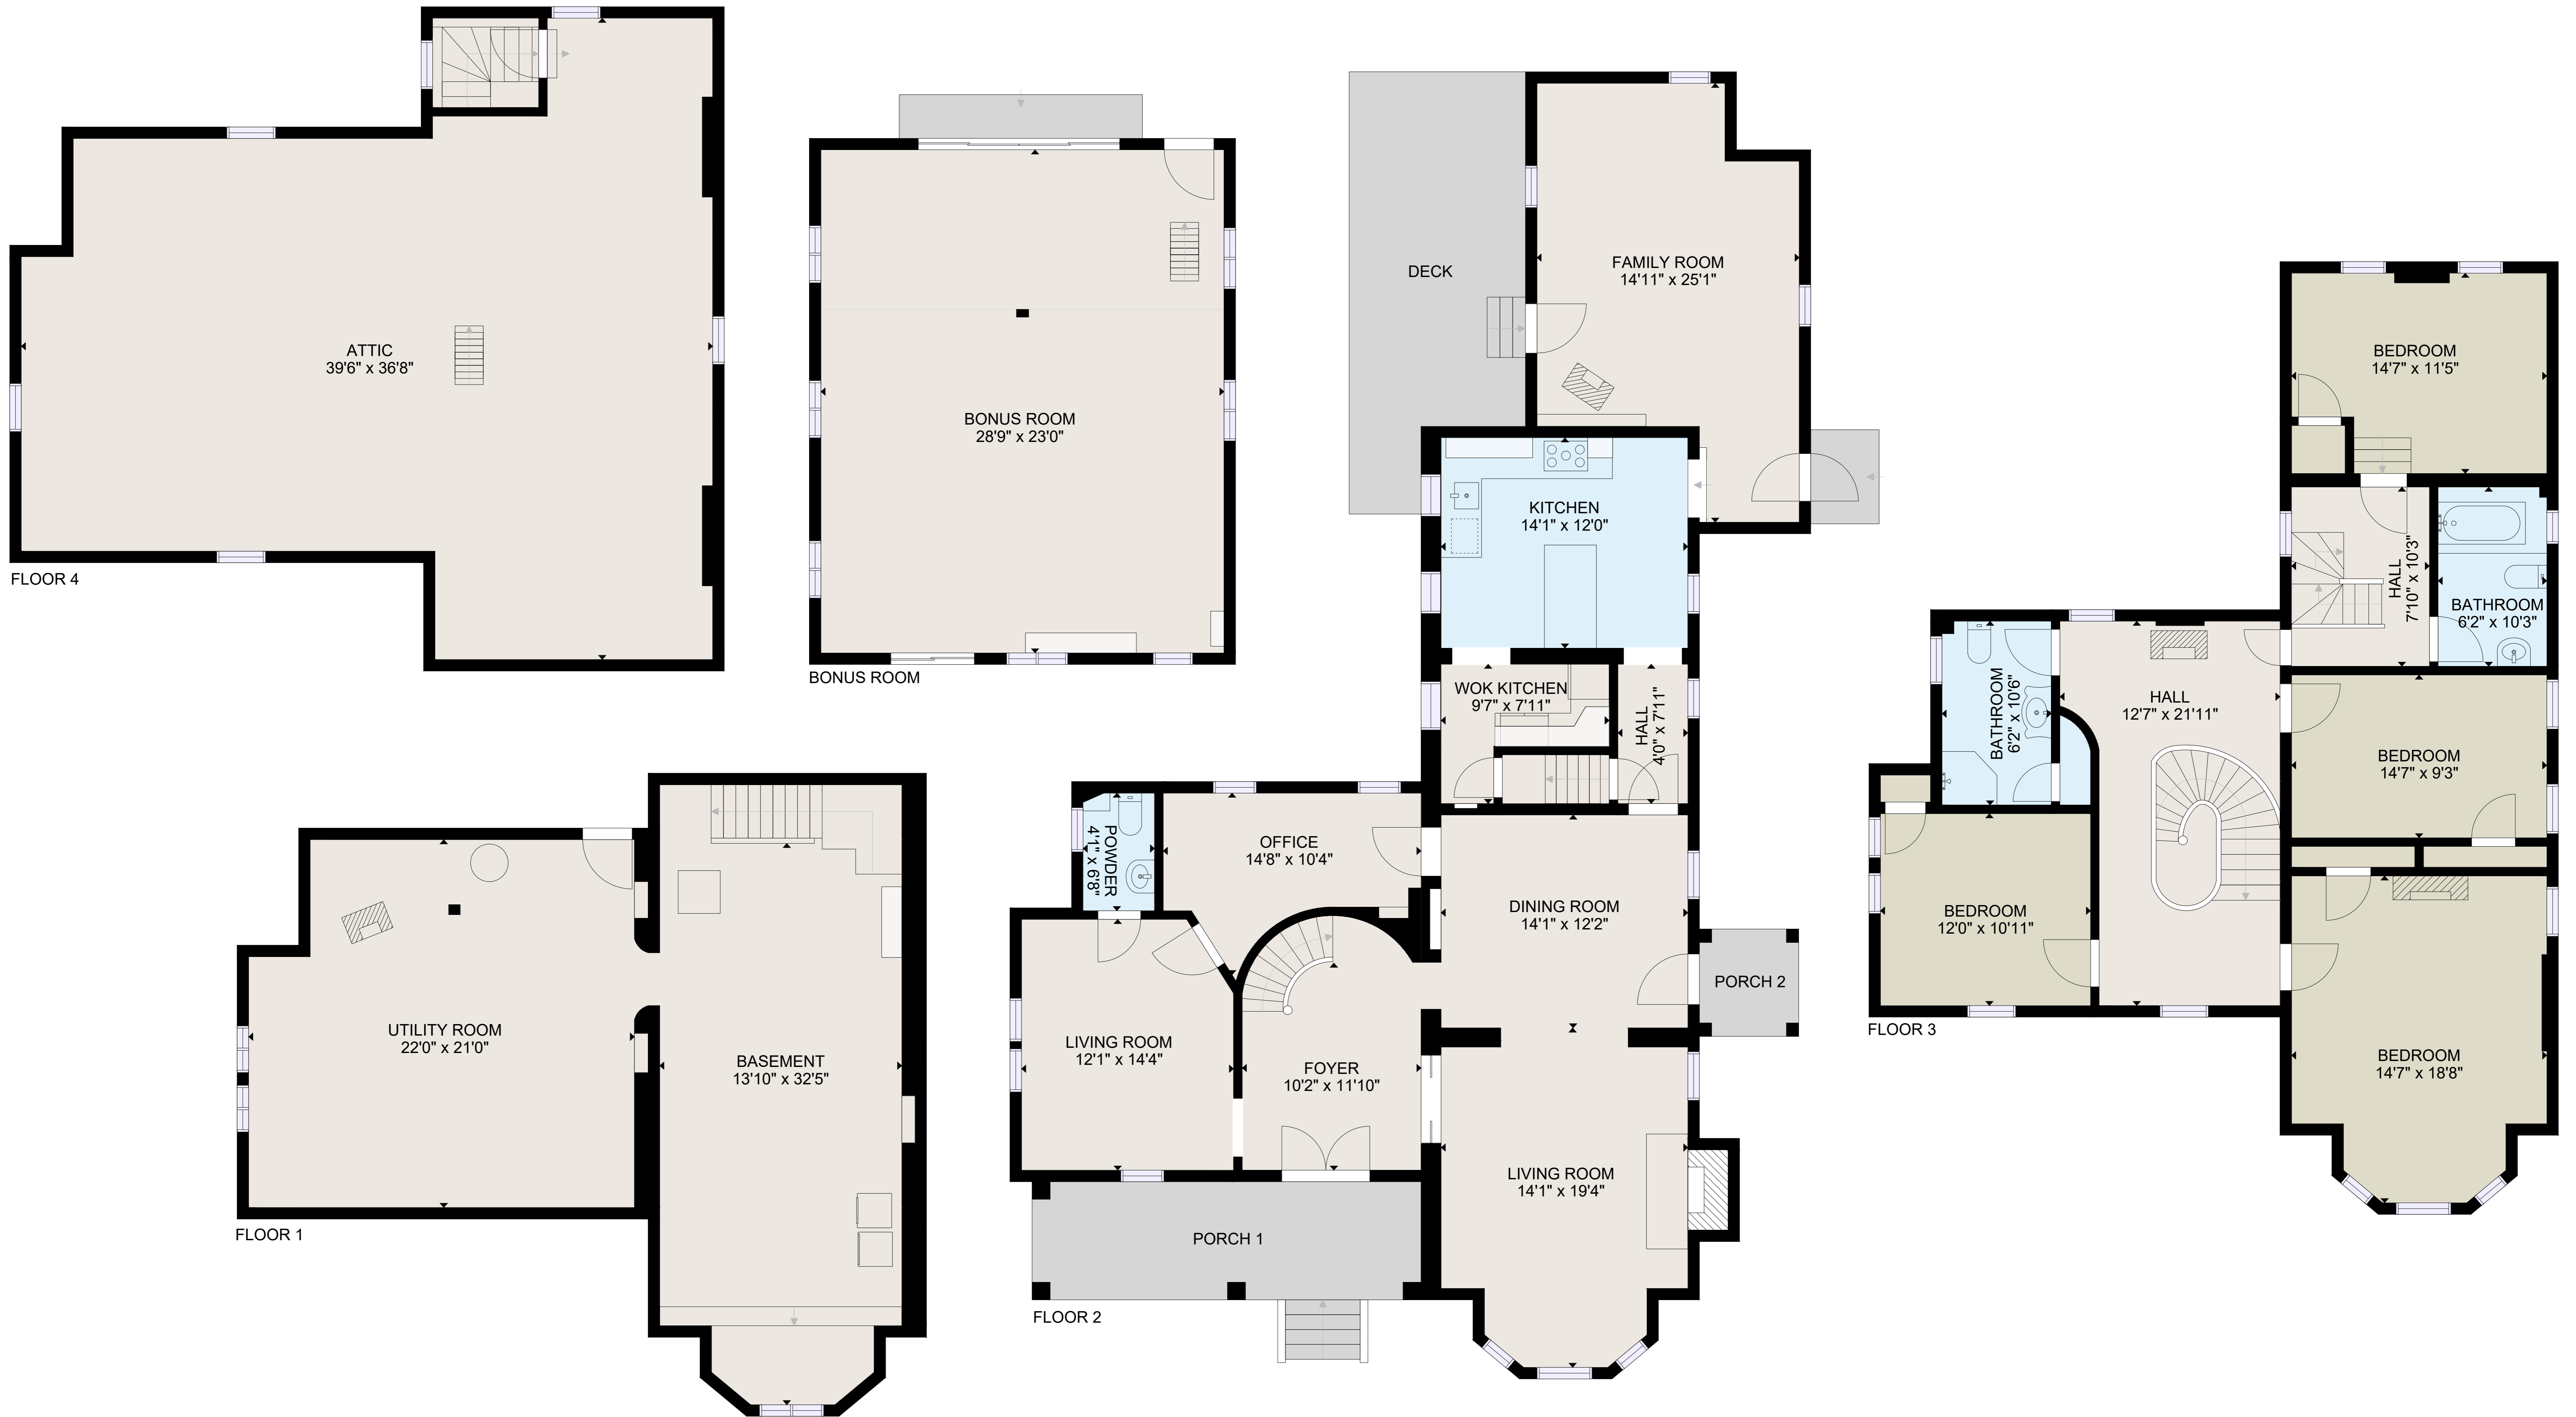 ATTIC
39'6" x 36'8"
FLOOR 4
BONUS ROOM
28'9" x 23'0"
BONUS ROOM
UTILITY ROOM
22'0" x 21'0"
BASEMENT
13'10" x 32'5"
FLOOR 1
DECK
FAMILY ROOM
14'11" x 25'1"
KITCHEN
14'1" x 12'0"
WOK KITCHEN
9'7" x 7'11"
HALL
4'0" x 7'11"
POWDER
4'1" x 6'8"
OFFICE
14'8" x 10'4"
DINING ROOM
14'1" x 12'2"
PORCH 2
LIVING ROOM
12'1" x 14'4"
FOYER
10'2" x 11'10"
LIVING ROOM
14'1" x 19'4"
PORCH 1
FLOOR 2
BEDROOM
14'7" x 11'5"
HALL
7'10" x 10'3"
BATHROOM
6'2" x 10'3"
BATHROOM
6'2" x 10'6"
HALL
12'7" x 21'11"
BEDROOM
14'7" x 9'3"
BEDROOM
12'0" x 10'11"
BEDROOM
14'7" x 18'8"
FLOOR 3